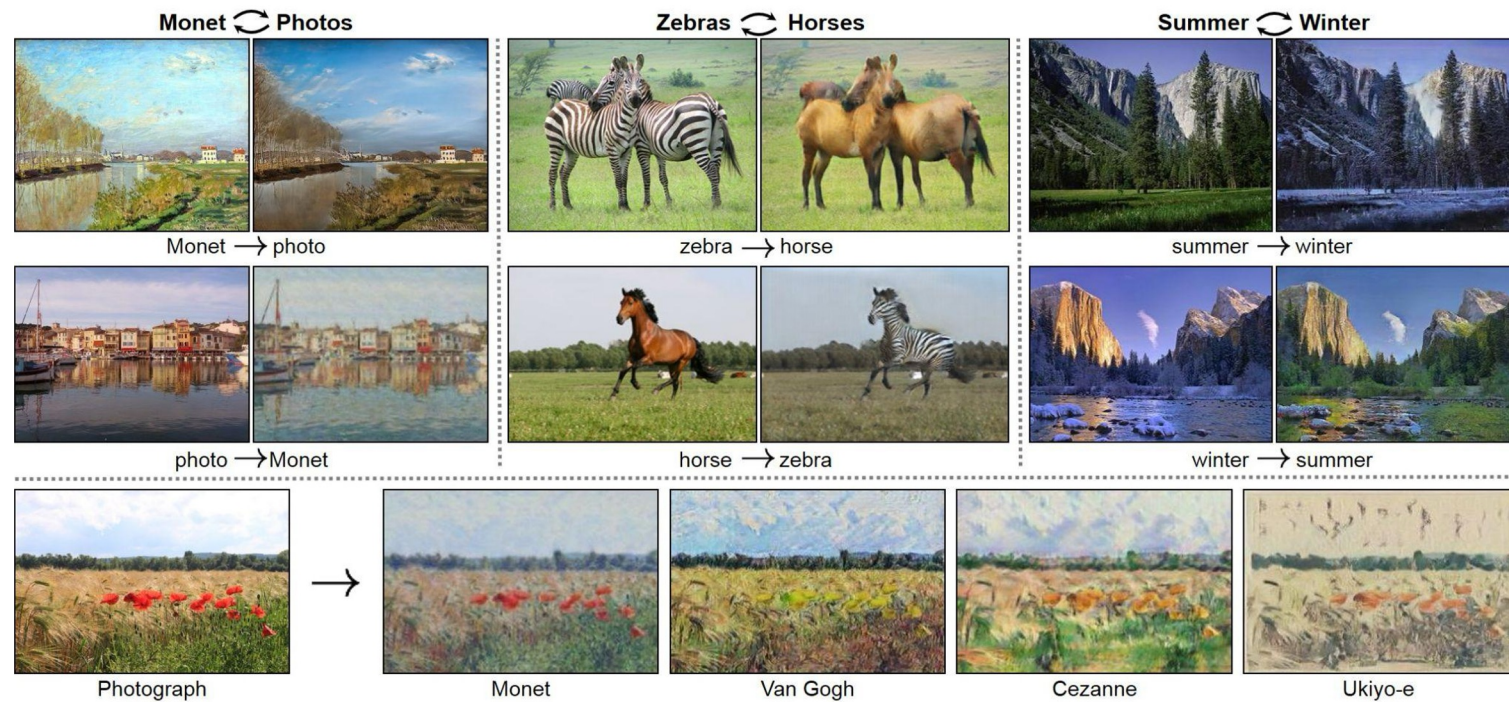 Monet ⇄ Photos
Zebras ⇄ Horses
Summer ⇄ Winter
Monet → photo
zebra → horse
summer → winter
photo → Monet
horse → zebra
winter → summer
Photograph
→
Monet
Van Gogh
Cezanne
Ukiyo-e